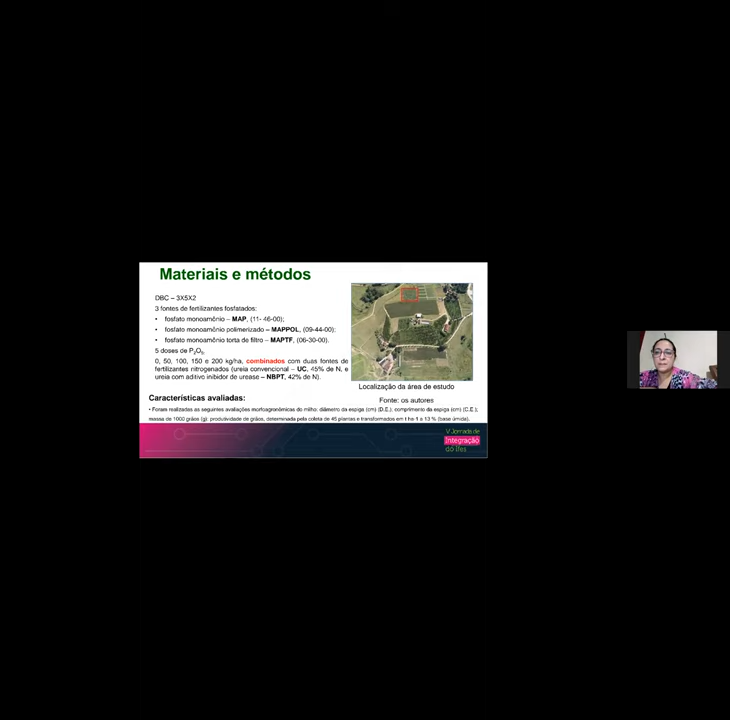 Materiais e métodos
DBC – 3X5X2
3 fontes de fertilizantes fosfatados:
• fosfato monoamônio – MAP, (11- 46-00);
• fosfato monoamônio polimerizado – MAPPOL, (09-44-00);
• fosfato monoamônio torta de filtro – MAPTF, (06-30-00).
5 doses de P2O5,
0, 50, 100, 150 e 200 kg/ha, combinados com duas fontes de
fertilizantes nitrogenados (ureia convencional – UC, 45% de N, e
ureia com aditivo inibidor de urease – NBPT, 42% de N).
Localização da área de estudo
Fonte: os autores
Características avaliadas:
• Foram realizadas as seguintes avaliações morfoagronômicas do milho: diâmetro da espiga (cm) (D.E.); comprimento da espiga (cm) (C.E.);
massa de 1000 grãos (g); produtividade de grãos, determinada pela coleta de 45 plantas e transformados em t ha-1 a 13 % (base úmida).
V Jornada de
Integração
do Ifes